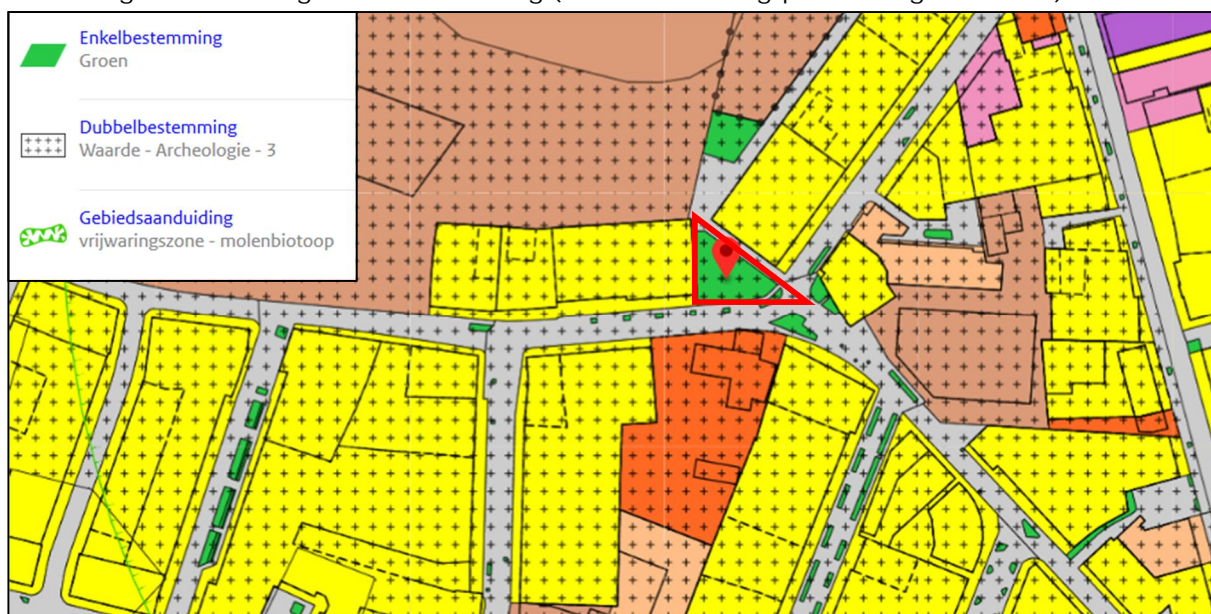 Enkelbestemming
Groen
Dubbelbestemming
Waarde - Archeologie - 3
Gebiedsaanduiding
vrijwaringszone - molenbiotoop